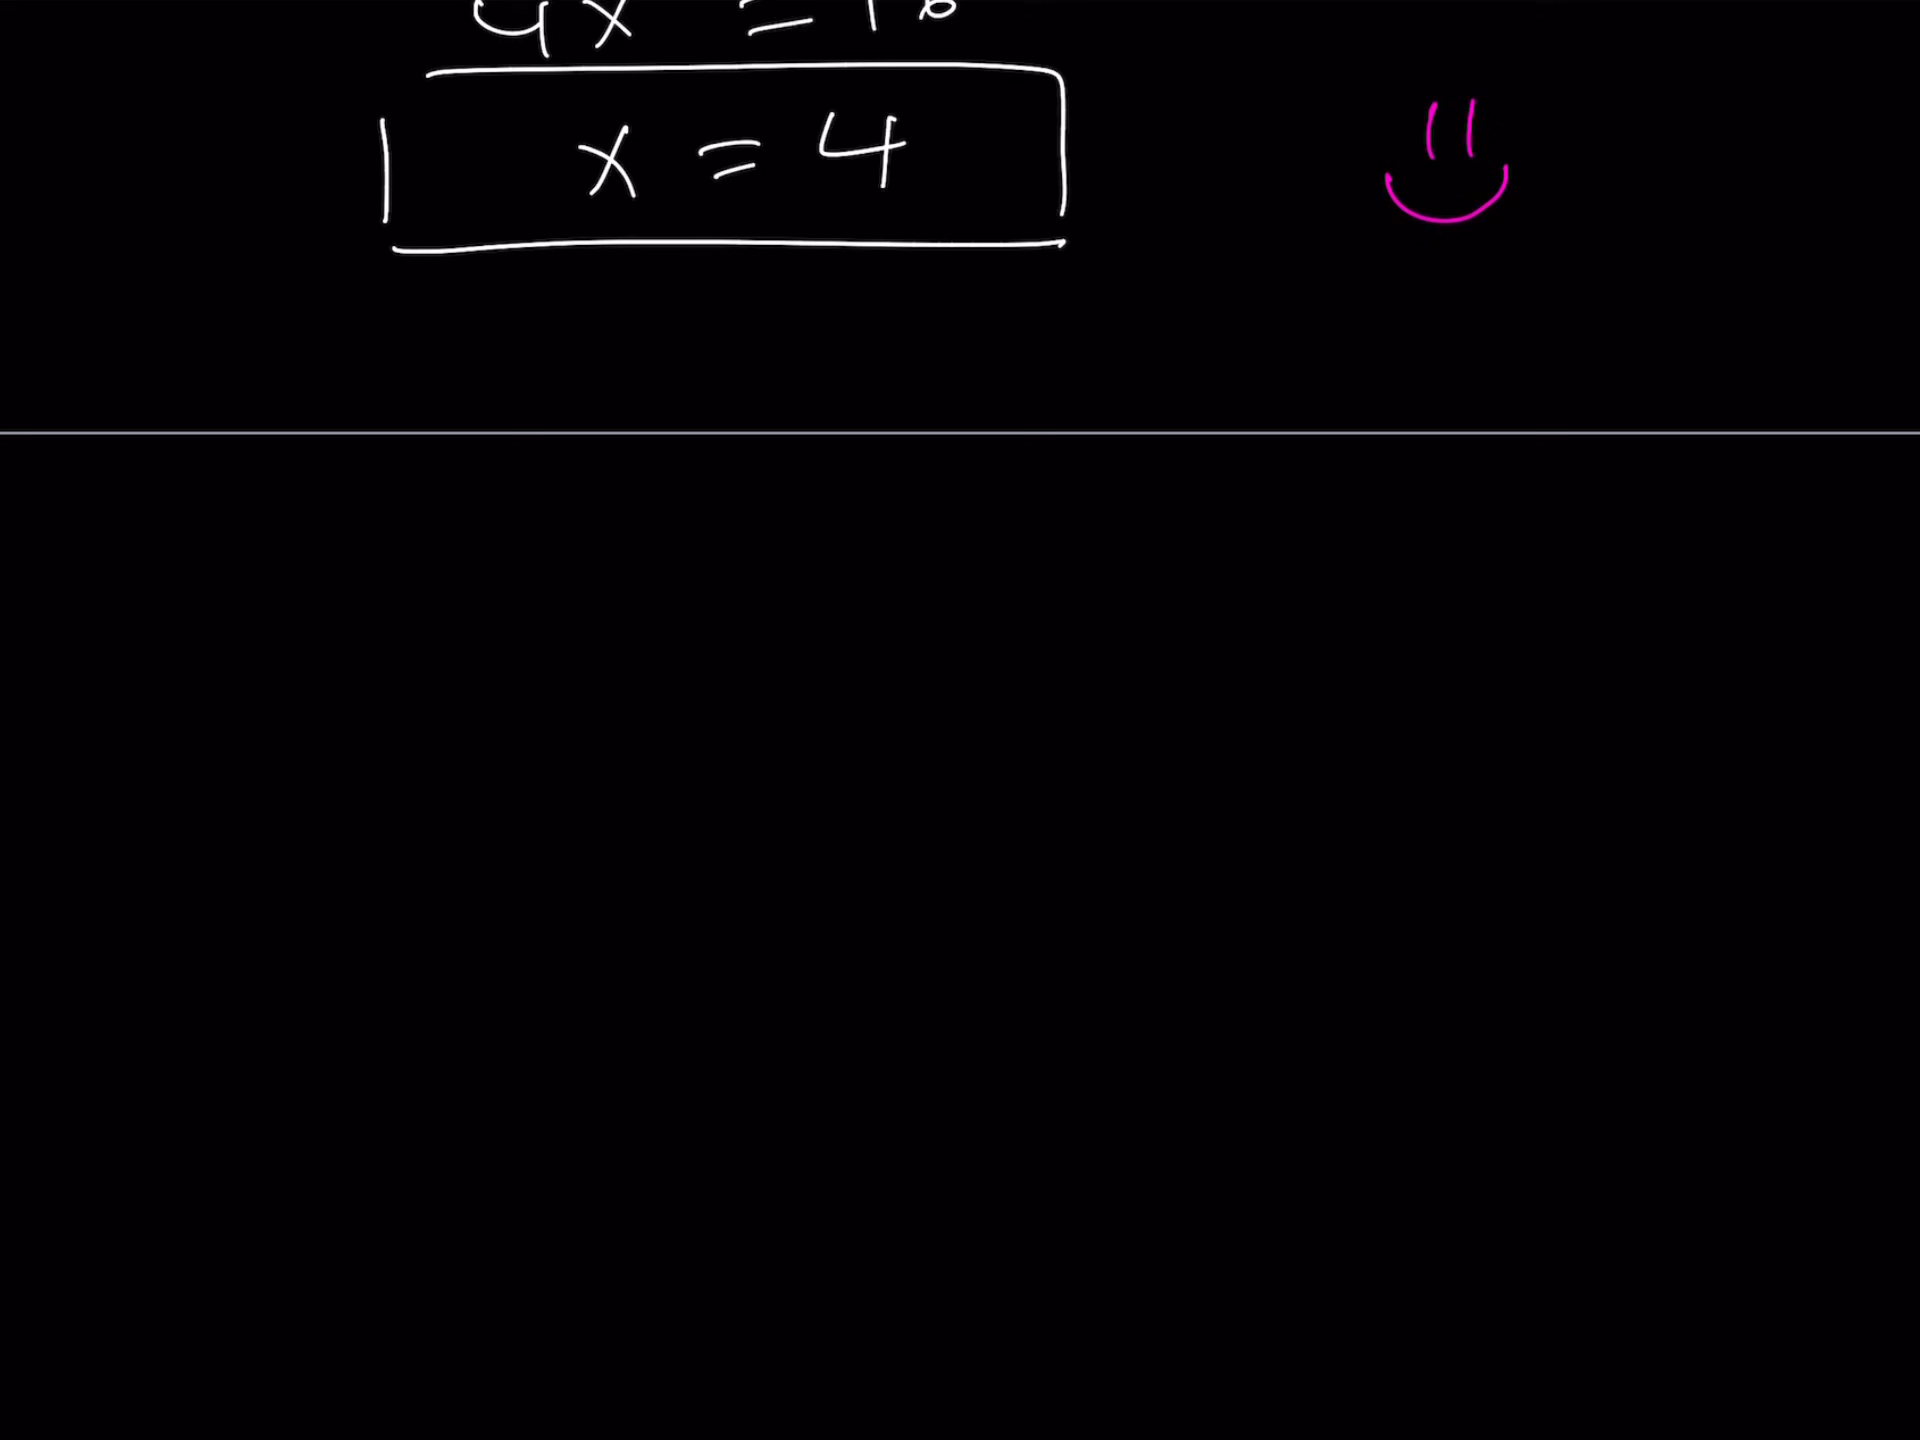 4x = 16
x = 4